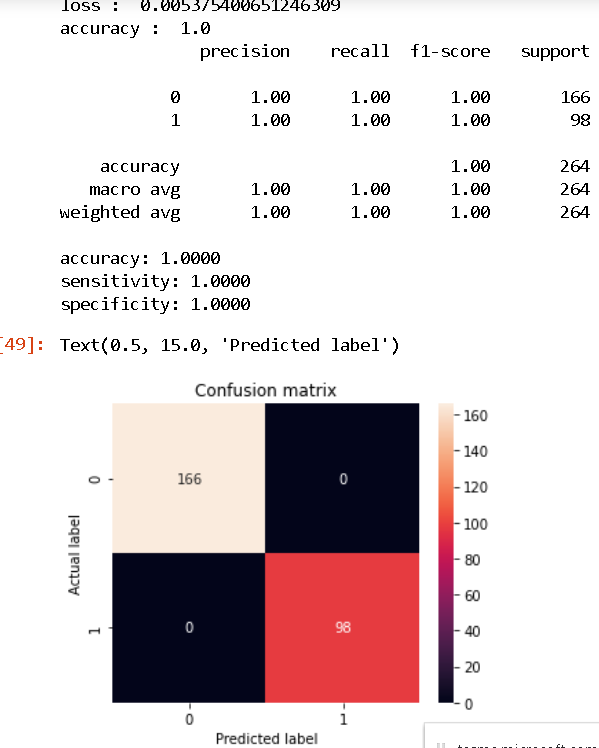 loss :  0.005375400651246309
accuracy :  1.0
precision    recall  f1-score   support
0       1.00      1.00      1.00       166
1       1.00      1.00      1.00        98
accuracy                           1.00       264
macro avg       1.00      1.00      1.00       264
weighted avg       1.00      1.00      1.00       264
accuracy: 1.0000
sensitivity: 1.0000
specificity: 1.0000
[49]: Text(0.5, 15.0, 'Predicted label')
Confusion matrix
160
140
120
100
80
60
40
20
0
Actual label
0
1
166
0
0
98
0
1
Predicted label